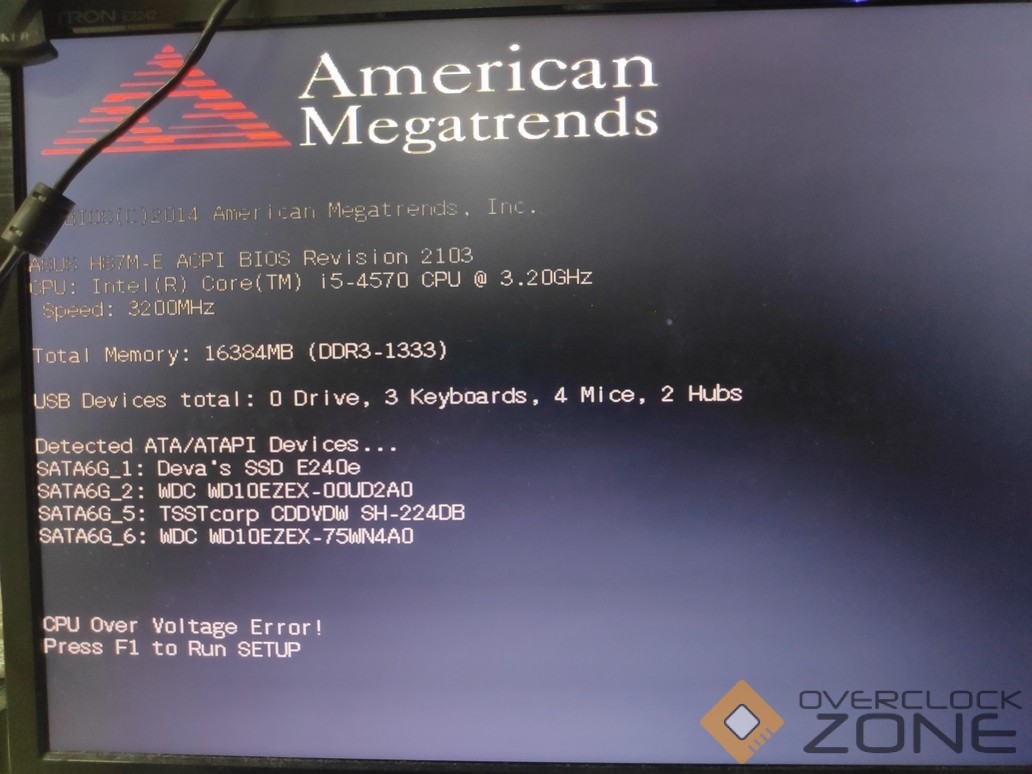 TRON E2242
American
Megatrends
BIOS(C)2014 American Megatrends, Inc.
ASUS H87M-E ACPI BIOS Revision 2103
CPU: Intel(R) Core(TM) i5-4570 CPU @ 3.20GHz
Speed: 3200MHz
Total Memory: 16384MB (DDR3-1333)
USB Devices total: 0 Drive, 3 Keyboards, 4 Mice, 2 Hubs
Detected ATA/ATAPI Devices...
SATA6G_1: Deva's SSD E240e
SATA6G_2: WDC WD10EZEX-00UD2A0
SATA6G_5: TSSTcorp CDDVDW SH-224DB
SATA6G_6: WDC WD10EZEX-75WN4A0
CPU Over Voltage Error!
Press F1 to Run SETUP
OVERCLOCK
ZONE